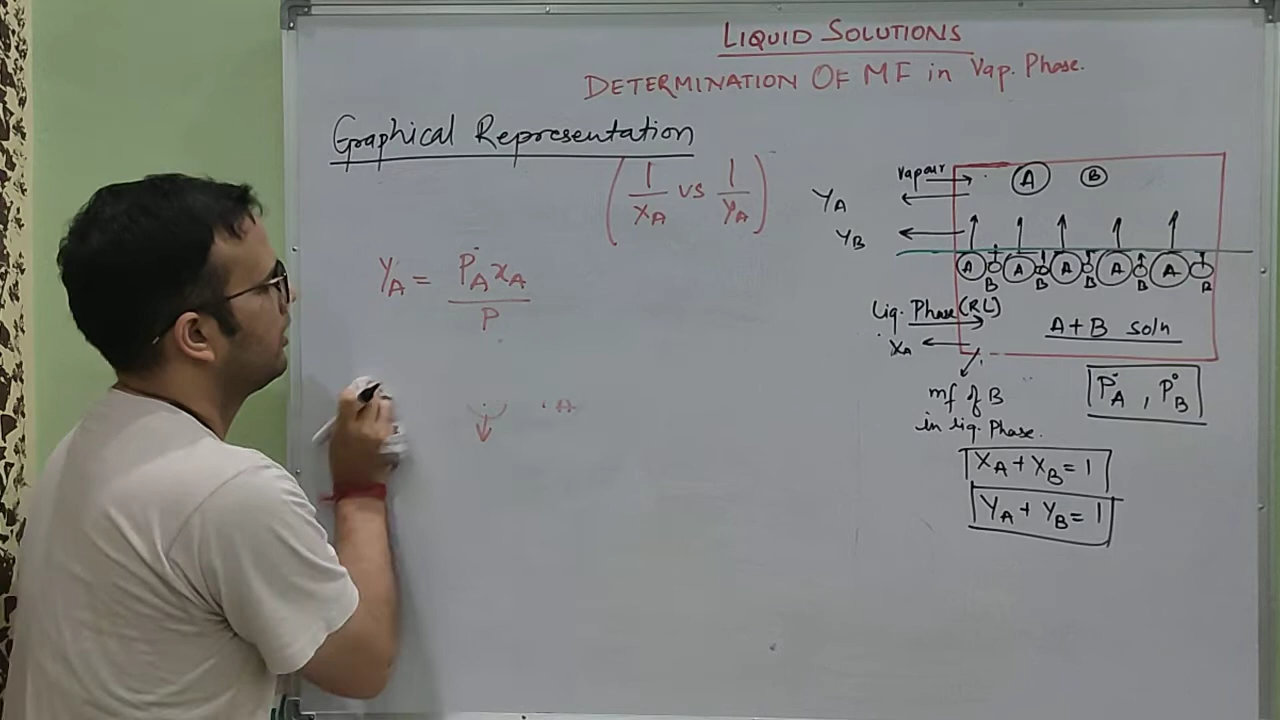 LIQUID SOLUTIONS
DETERMINATION OF MF in Vap. Phase.
Graphical Representation
(1/XA vs 1/YA)
YA = P°A xA / P
Vapour
A B
YA
YB
A B A B A B A B A B
Liq. Phase (RL)
A+B soln
XA
mf of B
in liq. Phase.
P°A , P°B
XA + XB = 1
YA + YB = 1